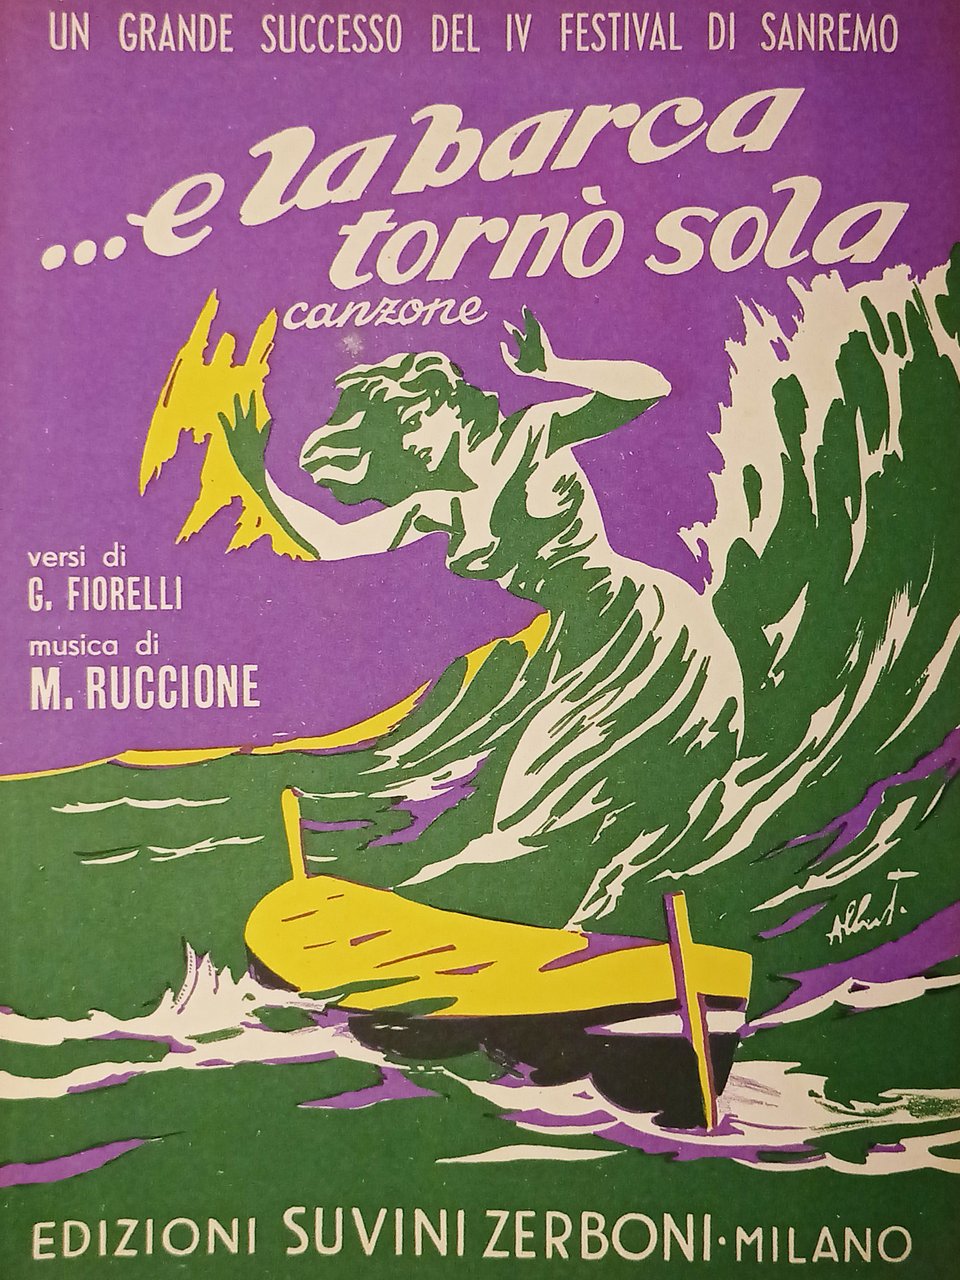 UN GRANDE SUCCESSO DEL IV FESTIVAL DI SANREMO
...e la barca
tornò sola
canzone
versi di
G. FIORELLI
musica di
M. RUCCIONE
EDIZIONI SUVINI ZERBONI · MILANO